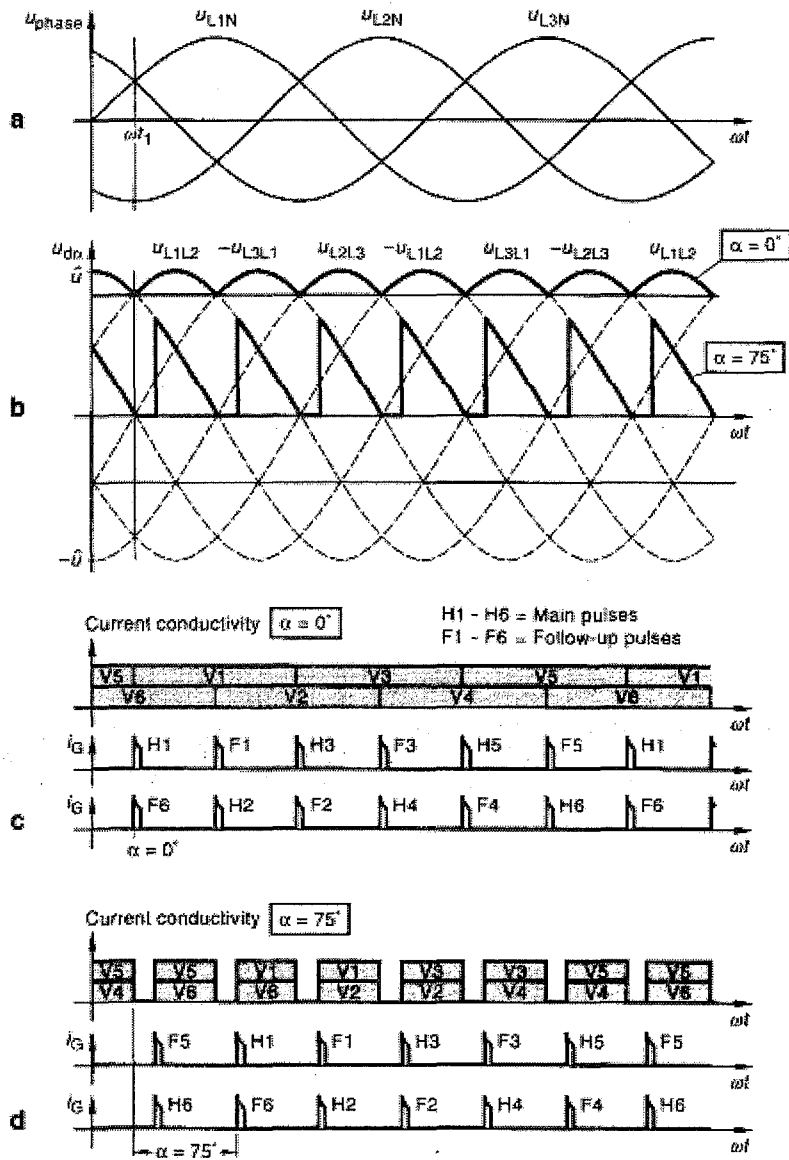 u_phase u_L1N u_L2N u_L3N
a
ωt₁ ωt
u_dα u_L1L2 −u_L3L1 u_L2L3 −u_L1L2 u_L3L1 −u_L2L3 u_L1L2 α = 0°
û
α = 75°
b
ωt
−û
Current conductivity α = 0°
H1 - H6 = Main pulses
F1 - F6 = Follow-up pulses
V5 V1 V3 V5 V1
V6 V2 V4 V6
ωt
i_G H1 F1 H3 F3 H5 F5 H1
ωt
i_G F6 H2 F2 H4 F4 H6 F6
c
ωt
α = 0°
Current conductivity α = 75°
V5 V5 V1 V1 V3 V3 V5 V5
V4 V6 V6 V2 V2 V4 V4 V6
ωt
i_G F5 H1 F1 H3 F3 H5 F5
ωt
i_G H6 F6 H2 F2 H4 F4 H6
d
α = 75° ωt